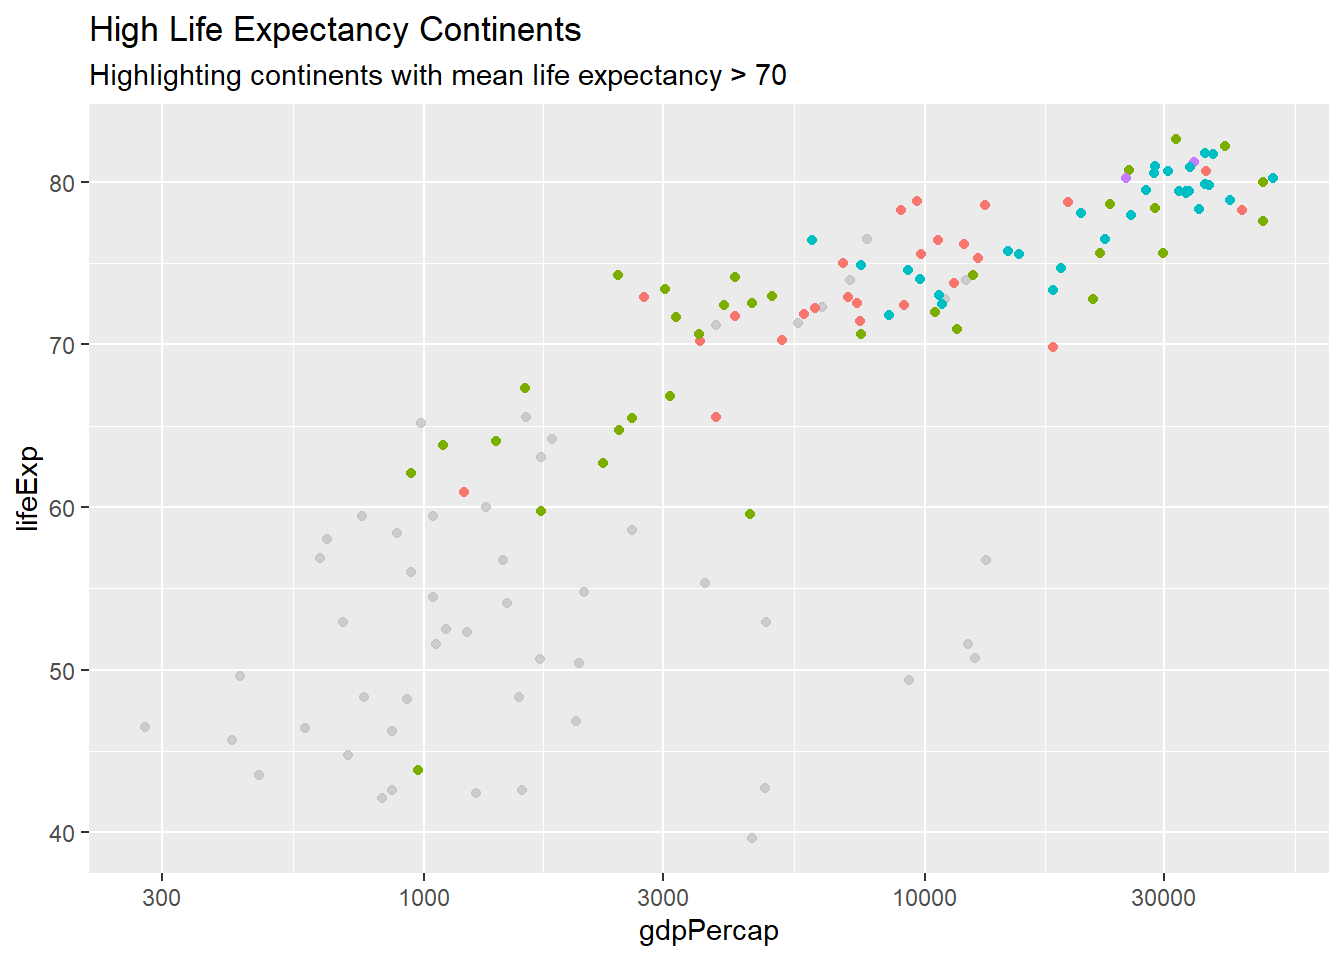 High Life Expectancy Continents
Highlighting continents with mean life expectancy > 70
lifeExp
80
70
60
50
40
300 1000 3000 10000 30000
gdpPercap